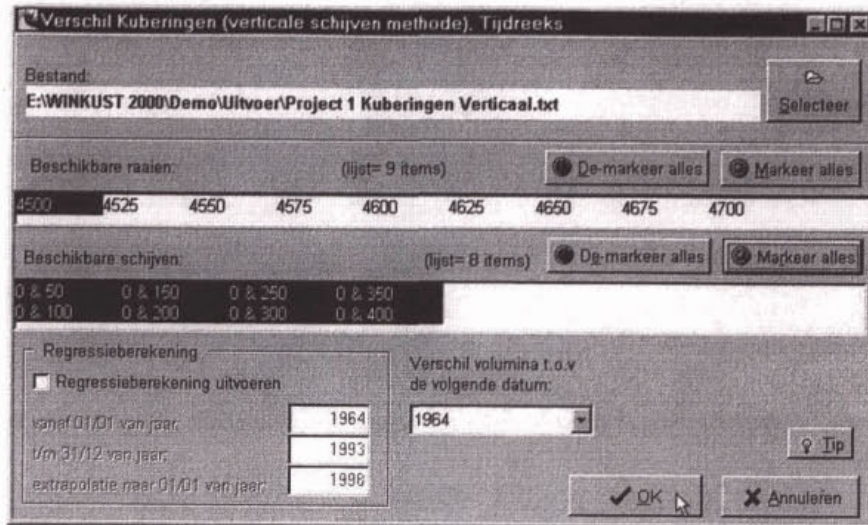 Verschil Kuberingen (verticale schijven methode). Tijdreeks
Bestand:
E:\WINKUST 2000\Demo\Uitvoer\Project 1 Kuberingen Verticaal.txt
Selecteer
Beschikbare raaien: (lijst= 9 items) De-markeer alles Markeer alles
4500 4525 4550 4575 4600 4625 4650 4675 4700
Beschikbare schijven: (lijst= 8 items) De-markeer alles Markeer alles
0 & 50 0 & 150 0 & 250 0 & 350
0 & 100 0 & 200 0 & 300 0 & 400
Regressieberekening
Regressieberekening uitvoeren
vanaf 01/01 van jaar: 1964
t/m 31/12 van jaar: 1993
extrapolatie naar 01/01 van jaar: 1998
Verschil volumina t.o.v
de volgende datum:
1964
Tip
OK
Annuleren